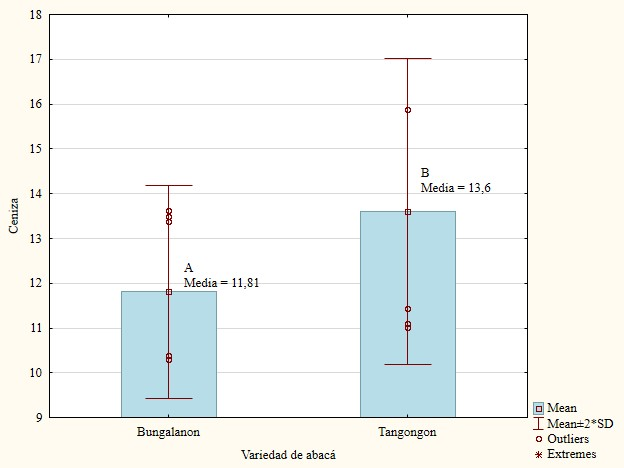 18
17
16
15
14
13
12
11
10
9
Ceniza
B
Media = 13,6
A
Media = 11,81
Bungalanon
Tangongon
Variedad de abacá
Mean
Mean±2*SD
Outliers
Extremes